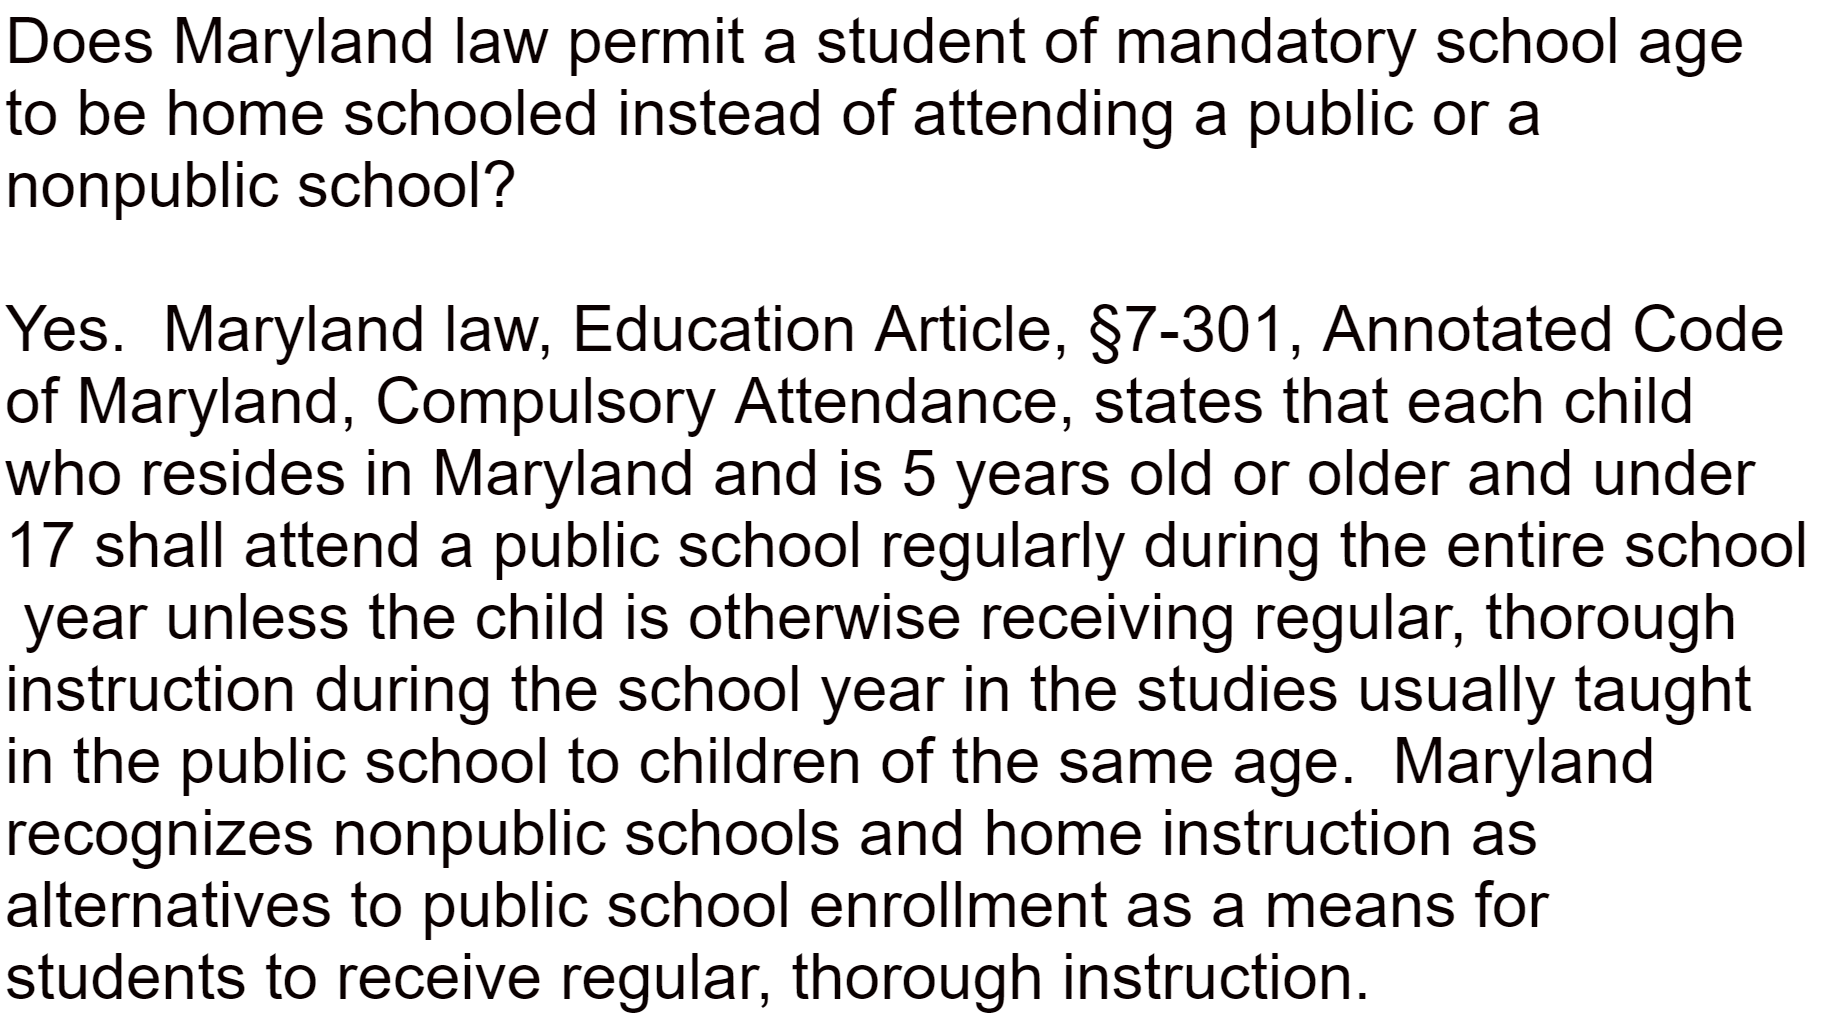 Does Maryland law permit a student of mandatory school age
to be home schooled instead of attending a public or a
nonpublic school?

Yes.  Maryland law, Education Article, §7-301, Annotated Code
of Maryland, Compulsory Attendance, states that each child
who resides in Maryland and is 5 years old or older and under
17 shall attend a public school regularly during the entire school
year unless the child is otherwise receiving regular, thorough
instruction during the school year in the studies usually taught
in the public school to children of the same age.  Maryland
recognizes nonpublic schools and home instruction as
alternatives to public school enrollment as a means for
students to receive regular, thorough instruction.